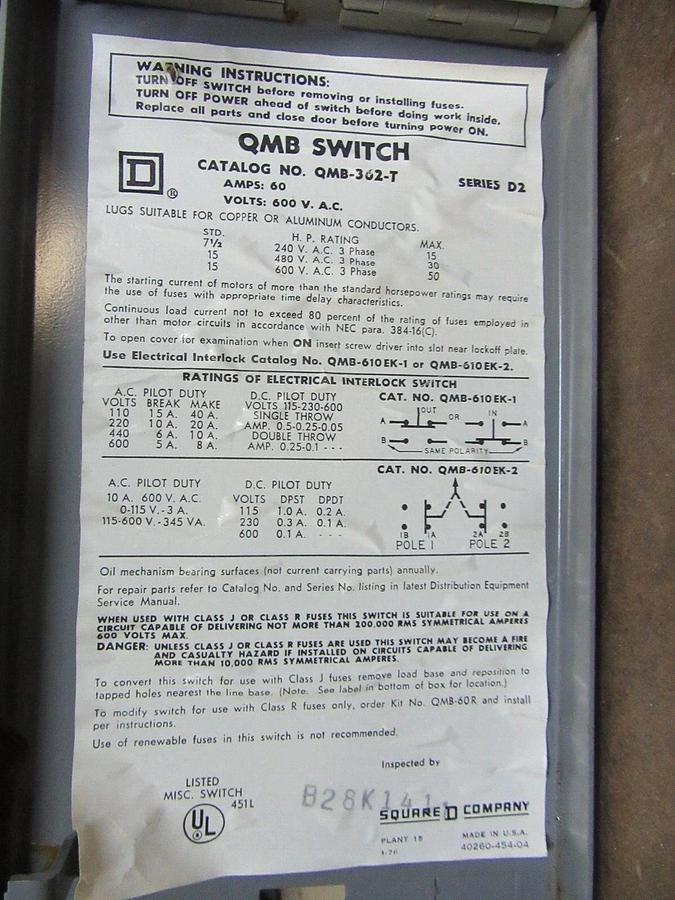 WARNING INSTRUCTIONS:
TURN OFF SWITCH before removing or installing fuses.
TURN OFF POWER ahead of switch before doing work inside.
Replace all parts and close door before turning power ON.
QMB SWITCH
CATALOG NO. QMB-362-T
SERIES D2
D
®
AMPS: 60
VOLTS: 600 V. A.C.
LUGS SUITABLE FOR COPPER OR ALUMINUM CONDUCTORS.
STD. H. P. RATING MAX.
7½ 240 V. A.C. 3 Phase 15
15 480 V. A.C. 3 Phase 30
15 600 V. A.C. 3 Phase 50
The starting current of motors of more than the standard horsepower ratings may require
the use of fuses with appropriate time delay characteristics.
Continuous load current not to exceed 80 percent of the rating of fuses employed in
other than motor circuits in accordance with NEC para. 384-16(C).
To open cover for examination when ON insert screw driver into slot near lockoff plate.
Use Electrical Interlock Catalog No. QMB-610EK-1 or QMB-610EK-2.
RATINGS OF ELECTRICAL INTERLOCK SWITCH
A.C. PILOT DUTY
VOLTS BREAK MAKE
110 15 A. 40 A.
220 10 A. 20 A.
440 6 A. 10 A.
600 5 A. 8 A.
D.C. PILOT DUTY
VOLTS 115-230-600
SINGLE THROW
AMP. 0.5-0.25-0.05
DOUBLE THROW
AMP. 0.25-0.1 - - -
CAT. NO. QMB-610EK-1
OUT OR IN
A A
B B
SAME POLARITY
CAT. NO. QMB-610EK-2
A.C. PILOT DUTY
10 A. 600 V. A.C.
0-115 V.-3 A.
115-600 V.-345 VA.
D.C. PILOT DUTY
VOLTS DPST DPDT
115 1.0 A. 0.2 A.
230 0.3 A. 0.1 A.
600 0.1 A. - - -
1B 1A 2A 2B
POLE 1 POLE 2
Oil mechanism bearing surfaces (not current carrying parts) annually.
For repair parts refer to Catalog No. and Series No. listing in latest Distribution Equipment
Service Manual.
WHEN USED WITH CLASS J OR CLASS R FUSES THIS SWITCH IS SUITABLE FOR USE ON A
CIRCUIT CAPABLE OF DELIVERING NOT MORE THAN 200,000 RMS SYMMETRICAL AMPERES
600 VOLTS MAX.
DANGER: UNLESS CLASS J OR CLASS R FUSES ARE USED THIS SWITCH MAY BECOME A FIRE
AND CASUALTY HAZARD IF INSTALLED ON CIRCUITS CAPABLE OF DELIVERING
MORE THAN 10,000 RMS SYMMETRICAL AMPERES.
To convert this switch for use with Class J fuses remove load base and reposition to
tapped holes nearest the line base. (Note. See label in bottom of box for location.)
To modify switch for use with Class R fuses only, order Kit No. QMB-60R and install
per instructions.
Use of renewable fuses in this switch is not recommended.
Inspected by
LISTED
MISC. SWITCH
451L
UL
B28K141
SQUARE D COMPANY
PLANT 15
MADE IN U.S.A.
40260-454-04